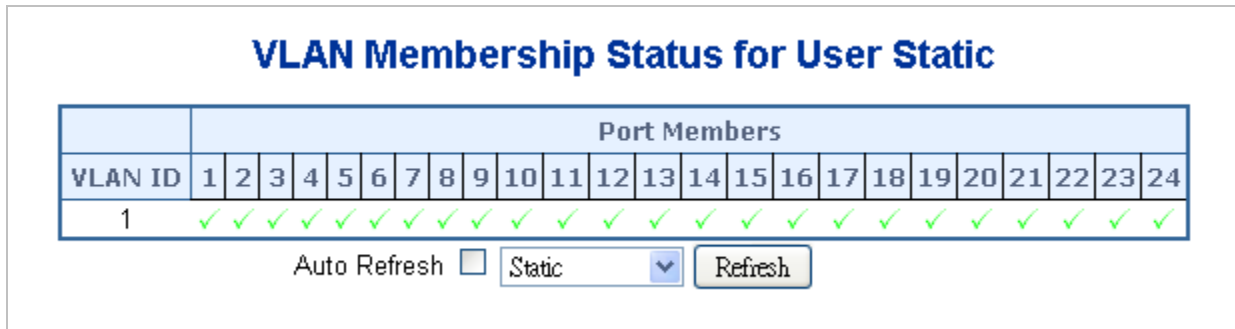 VLAN Membership Status for User Static
Port Members
VLAN ID 1 2 3 4 5 6 7 8 9 10 11 12 13 14 15 16 17 18 19 20 21 22 23 24
1 ✓ ✓ ✓ ✓ ✓ ✓ ✓ ✓ ✓ ✓ ✓ ✓ ✓ ✓ ✓ ✓ ✓ ✓ ✓ ✓ ✓ ✓ ✓ ✓
Auto Refresh Static Refresh